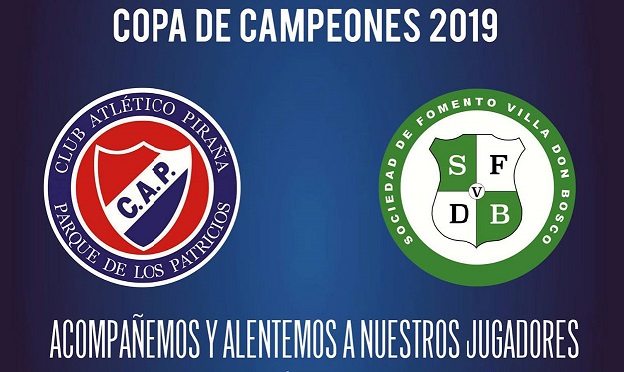 COPA DE CAMPEONES 2019
CLUB ATLÉTICO PIRAÑA
C.A.P.
PARQUE DE LOS PATRICIOS
SOCIEDAD DE FOMENTO VILLA DON BOSCO
S F
V
D B
ACOMPAÑEMOS Y ALENTEMOS A NUESTROS JUGADORES